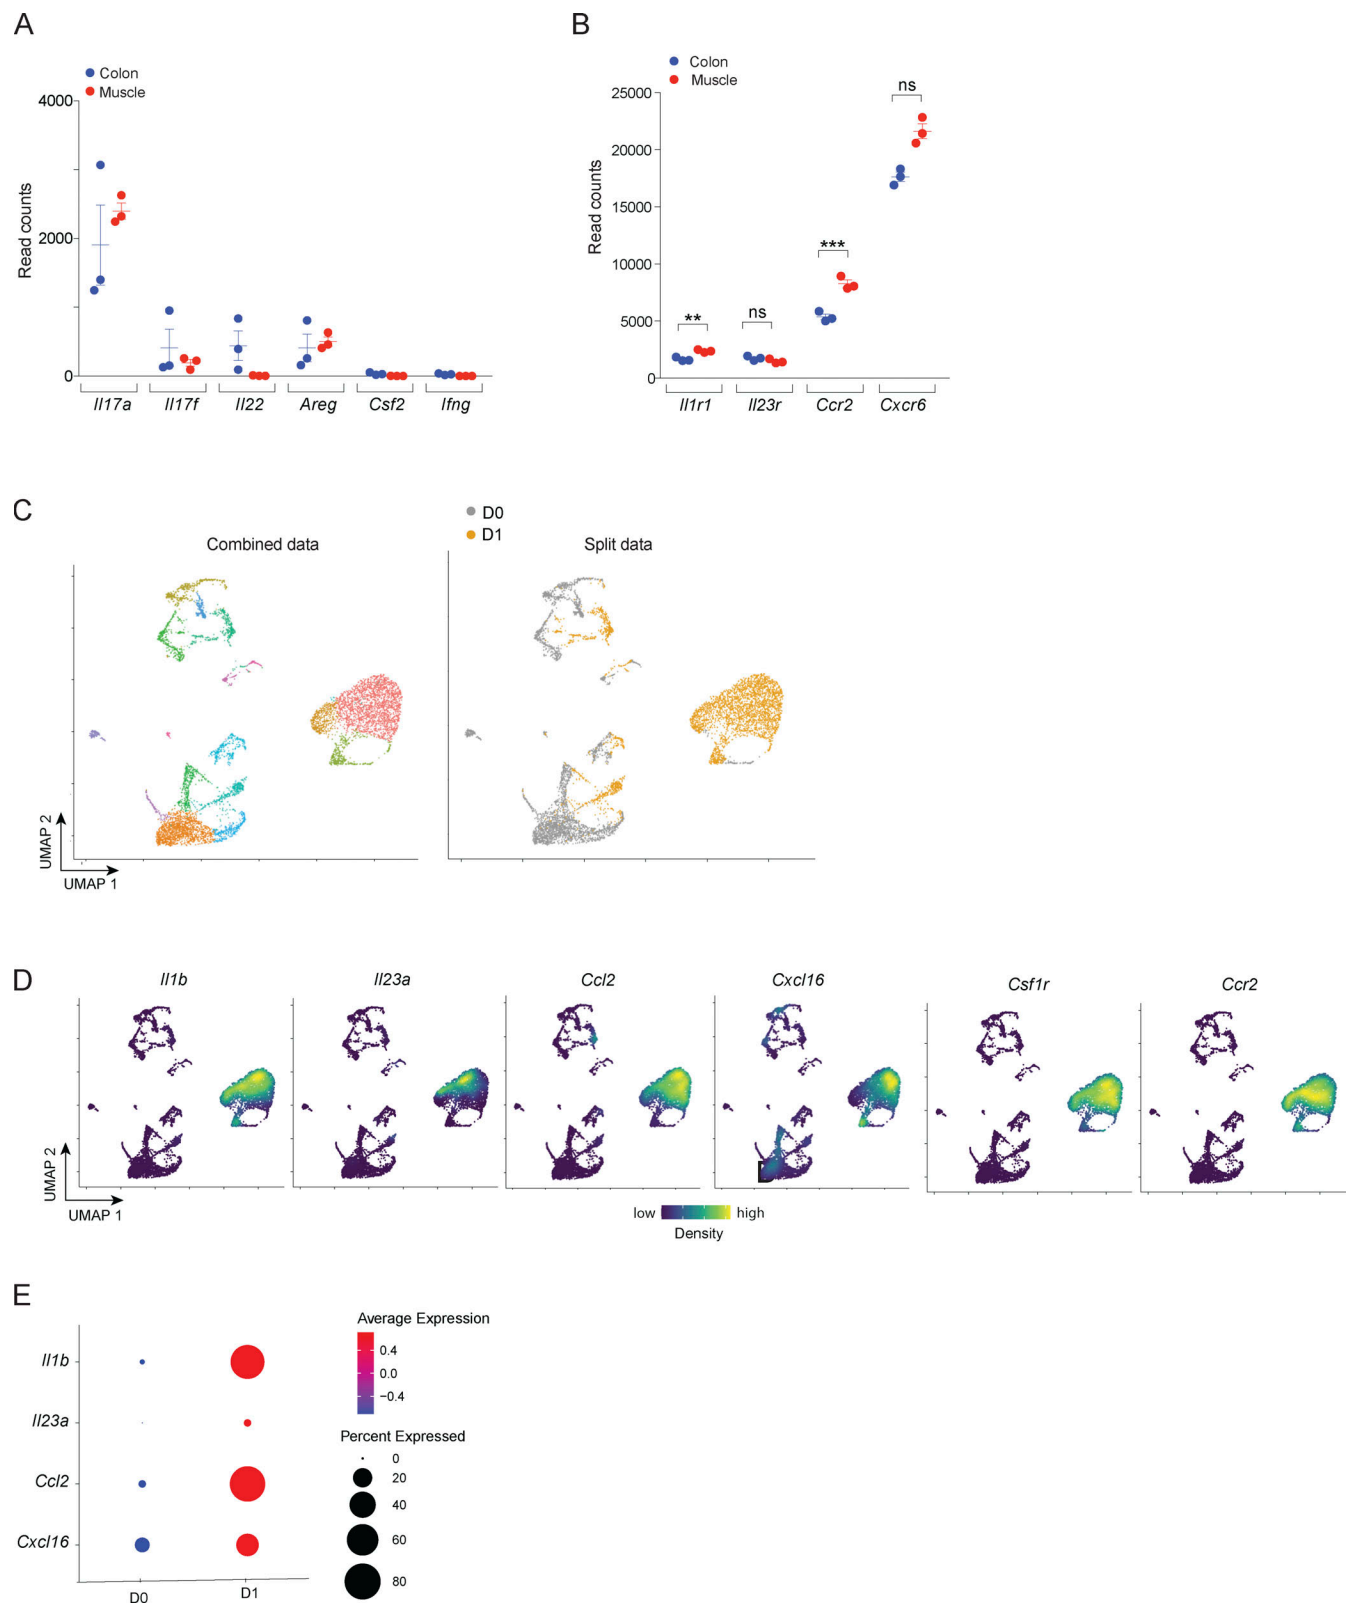 A
Colon
Muscle
Read counts
4000
2000
0
Il17a Il17f Il22 Areg Csf2 Ifng
B
Colon
Muscle
Read counts
25000
20000
15000
10000
5000
0
** ns *** ns
Il1r1 Il23r Ccr2 Cxcr6
C
D0
D1
Combined data Split data
UMAP 2
UMAP 1
D
Il1b Il23a Ccl2 Cxcl16 Csf1r Ccr2
UMAP 2
UMAP 1
low high
Density
E
Il1b
Il23a
Ccl2
Cxcl16
D0 D1
Average Expression
0.4
0.0
−0.4
Percent Expressed
0
20
40
60
80